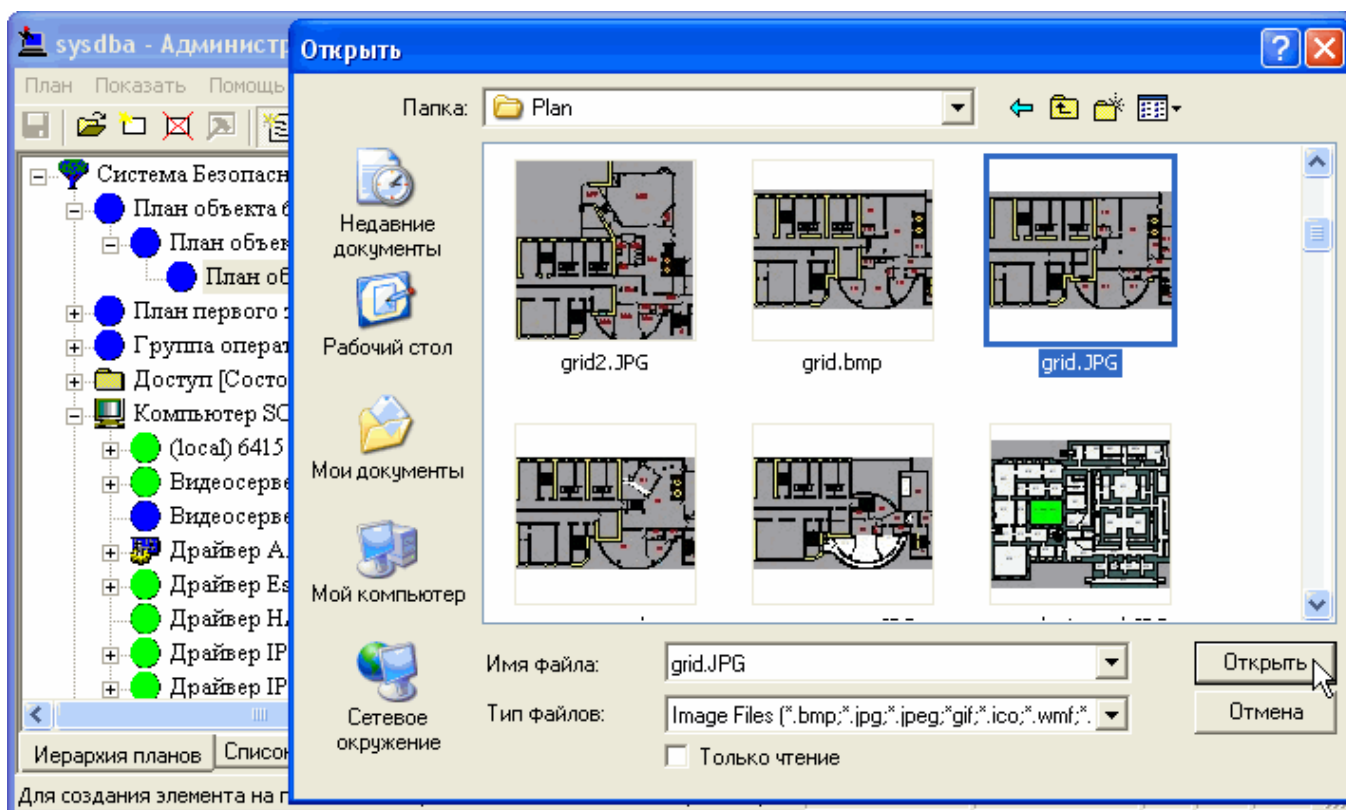 sysdba - Админист
Открыть
План Показать Помощь
Папка:
Plan
Система Безопасн
План объекта б
План объек
План об
План первого э
Группа операт
Доступ [Состо
Компьютер SC
(local) 6415
Видеосерве
Видеосерве
Драйвер A
Драйвер Es
Драйвер HA
Драйвер IP
Драйвер IP
Иерархия планов
Список
Для создания элемента на п
Недавние
документы
Рабочий стол
Мои документы
Мой компьютер
Сетевое
окружение
grid2.JPG
grid.bmp
grid.JPG
Имя файла:
grid.JPG
Открыть
Тип файлов:
Image Files (*.bmp;*.jpg;*.jpeg;*gif;*.ico;*.wmf;*.
Отмена
Только чтение